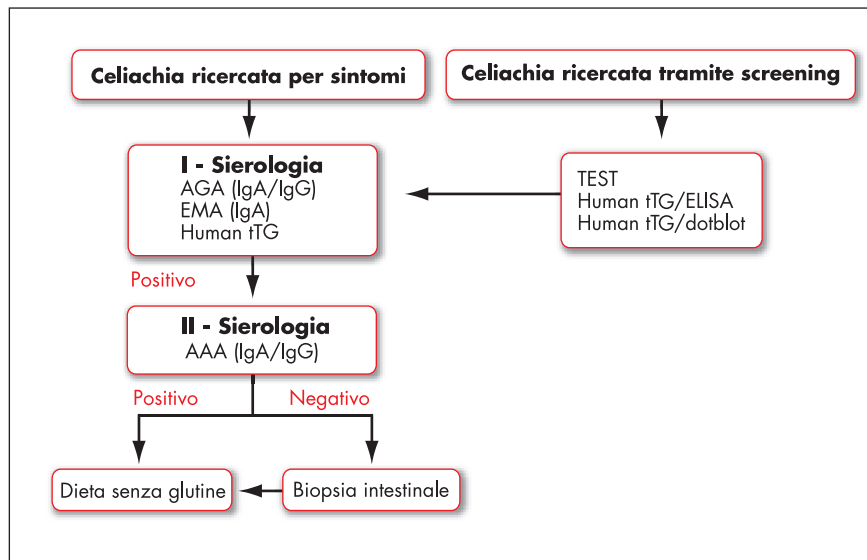 Celiachia ricercata per sintomi
Celiachia ricercata tramite screening
I - Sierologia
AGA (IgA/IgG)
EMA (IgA)
Human tTG
TEST
Human tTG/ELISA
Human tTG/dotblot
Positivo
II - Sierologia
AAA (IgA/IgG)
Positivo
Negativo
Dieta senza glutine
Biopsia intestinale